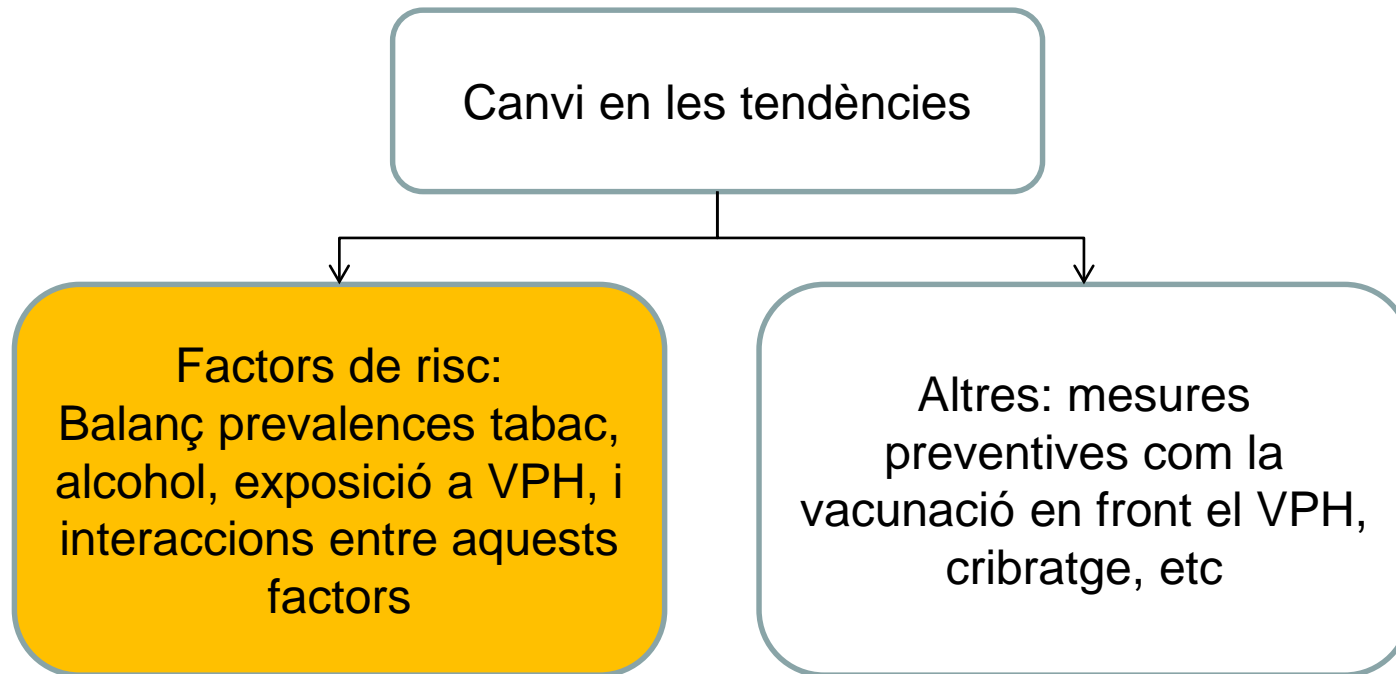 Canvi en les tendències
Factors de risc:
Balanç prevalences tabac,
alcohol, exposició a VPH, i
interaccions entre aquests
factors
Altres: mesures
preventives com la
vacunació en front el VPH,
cribratge, etc